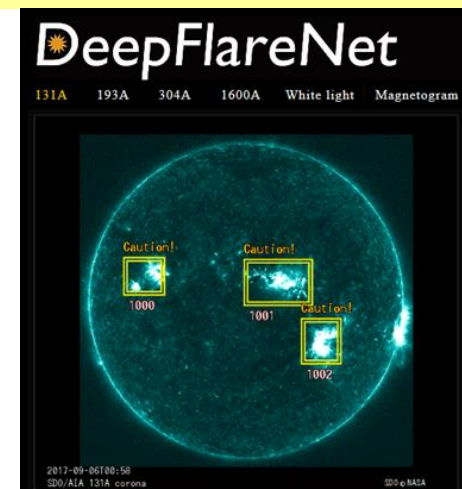 DeepFlareNet
131A 193A 304A 1600A White light Magnetogram
Caution! Caution!
1000
1001
Caution!
1002
2017-09-06T00:58
SDO/AIA 131A corona SDO © NASA